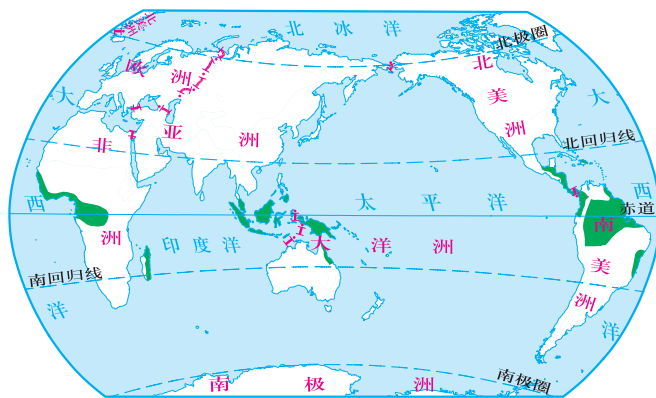 北美洲
北冰洋
北极圈
欧洲
亚洲
非洲
北美洲
大西洋
大西洋
北回归线
太平洋
赤道
印度洋
大洋洲
南美洲
南回归线
南极洲
南极圈